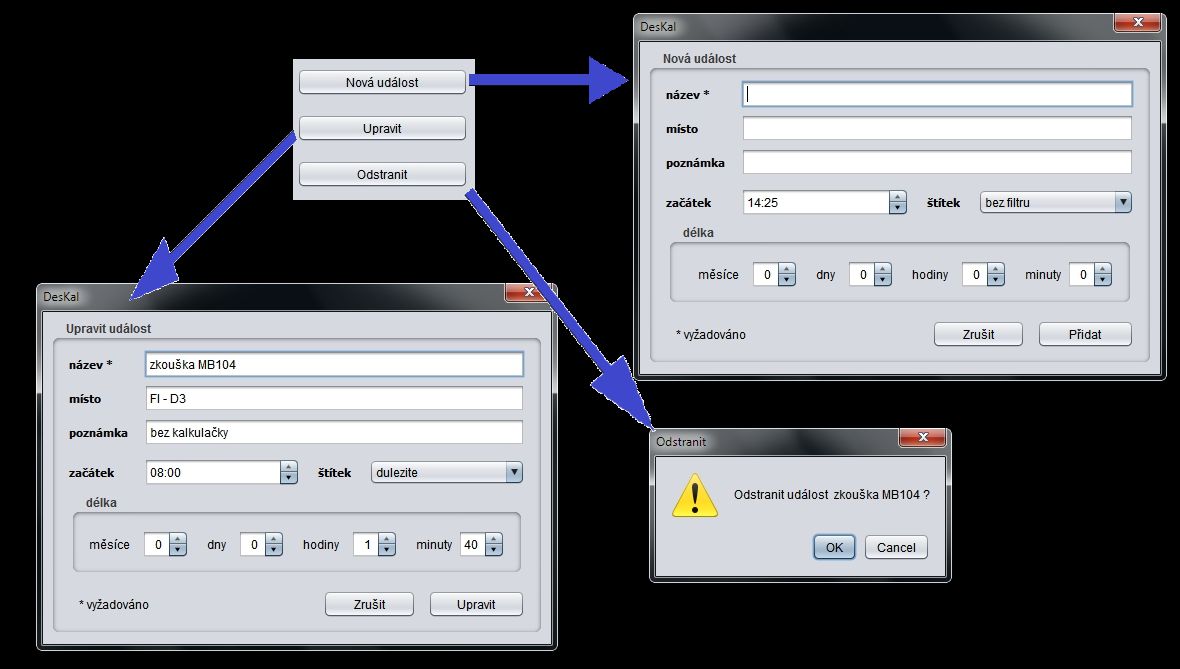 Nová událost
Upravit
Odstranit
DesKal
Nová událost
název *
místo
poznámka
začátek 14:25 štítek bez filtru
délka
měsíce 0 dny 0 hodiny 0 minuty 0
* vyžadováno Zrušit Přidat
DesKal
Upravit událost
název * zkouška MB104
místo FI - D3
poznámka bez kalkulačky
začátek 08:00 štítek dulezite
délka
měsíce 0 dny 0 hodiny 1 minuty 40
* vyžadováno Zrušit Upravit
Odstranit
Odstranit událost zkouška MB104 ?
OK Cancel